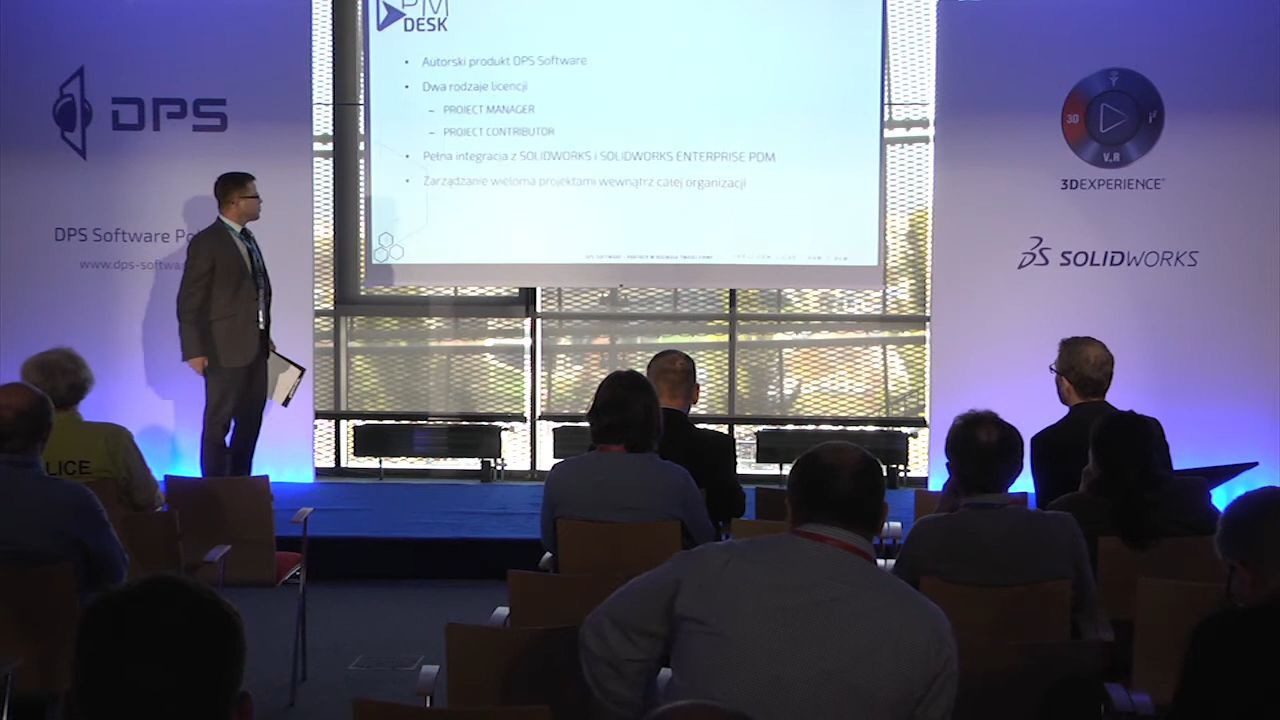 PM
DESK
• Autorski produkt DPS Software
• Dwa rodzaje licencji
– PROJECT MANAGER
– PROJECT CONTRIBUTOR
• Pełna integracja z SOLIDWORKS i SOLIDWORKS ENTERPRISE PDM
• Zarządzanie wieloma projektami wewnątrz całej organizacji
DPS
DPS Software Po
www.dps-softwar
3D
V,R
3DEXPERIENCE
SOLIDWORKS
LICE